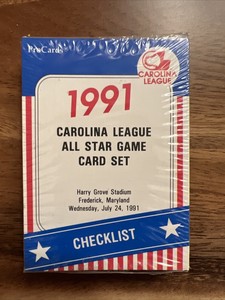 ProCards
CAROLINA
LEAGUE
1991
CAROLINA LEAGUE
ALL STAR GAME
CARD SET
Harry Grove Stadium
Frederick, Maryland
Wednesday, July 24, 1991
CHECKLIST